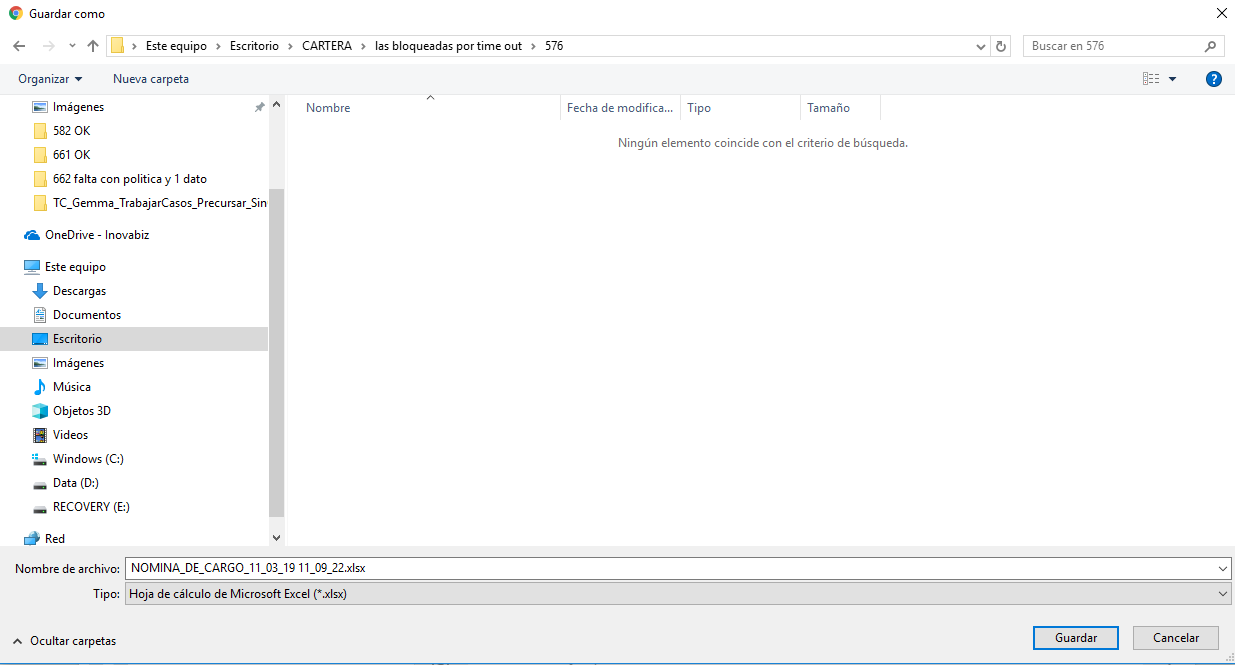 Guardar como
Este equipo > Escritorio > CARTERA > las bloqueadas por time out > 576
Buscar en 576
Organizar
Nueva carpeta
?
Imágenes
582 OK
661 OK
662 falta con politica y 1 dato
TC_Gemma_TrabajarCasos_Precursar_Sin
OneDrive - Inovabiz
Este equipo
Descargas
Documentos
Escritorio
Imágenes
Música
Objetos 3D
Videos
Windows (C:)
Data (D:)
RECOVERY (E:)
Red
Nombre
Fecha de modifica...
Tipo
Tamaño
Ningún elemento coincide con el criterio de búsqueda.
Nombre de archivo: NOMINA_DE_CARGO_11_03_19 11_09_22.xlsx
Tipo: Hoja de cálculo de Microsoft Excel (*.xlsx)
Ocultar carpetas
Guardar
Cancelar